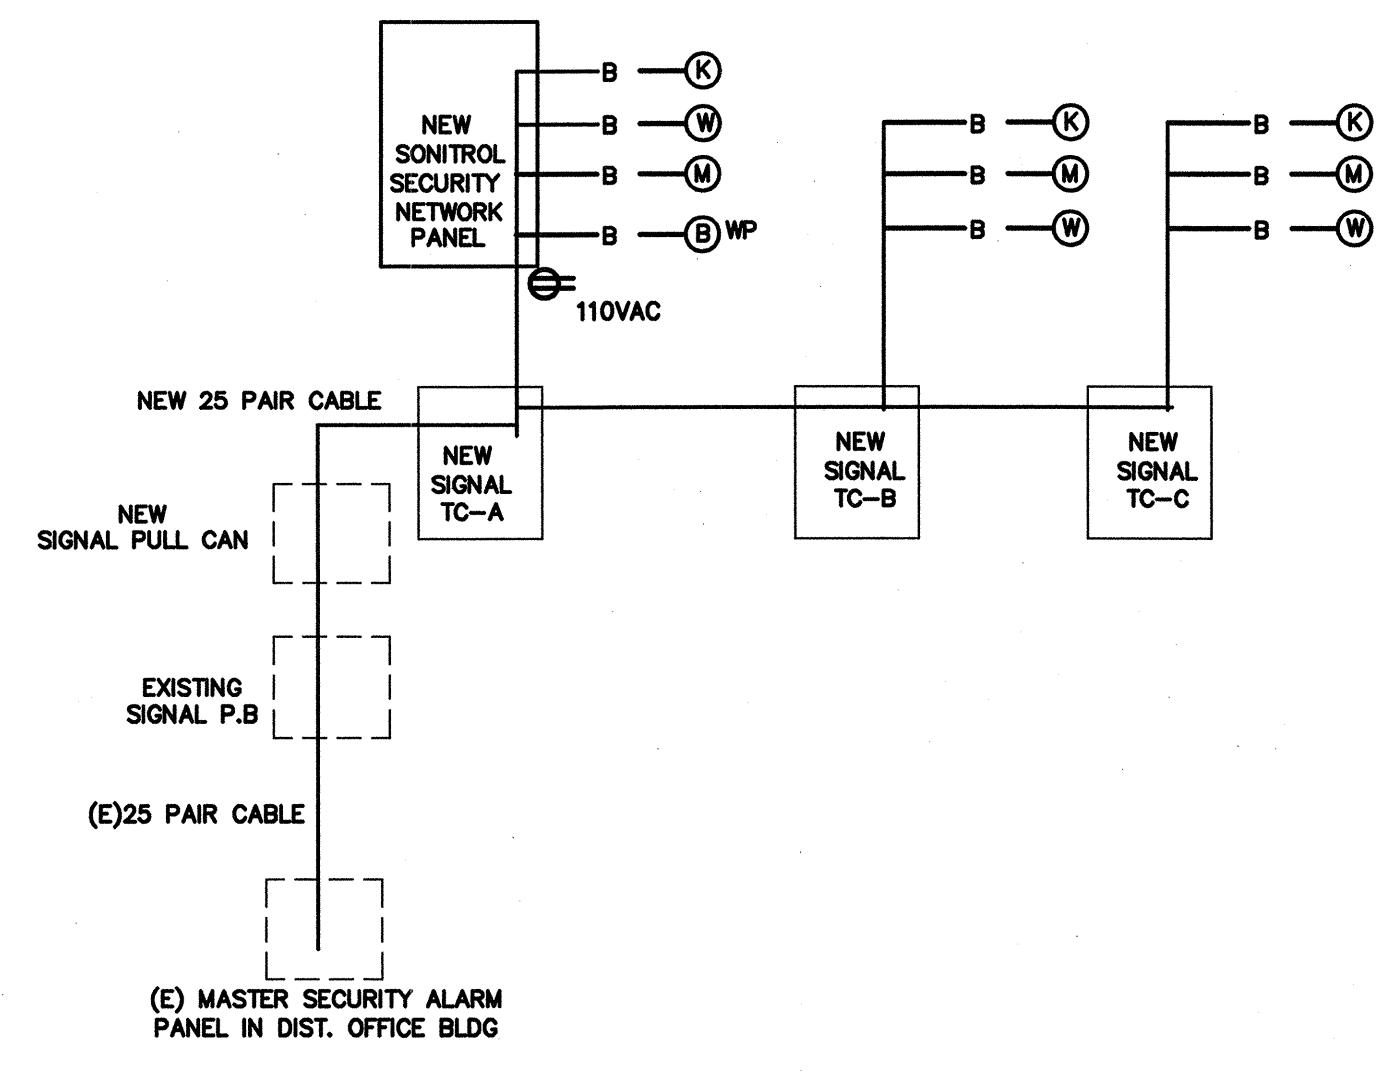 B K
NEW
SONITROL
SECURITY
NETWORK
PANEL
B W
B M
B B WP
110VAC
B K
B M
B W
B K
B M
B W
NEW 25 PAIR CABLE
NEW
SIGNAL
TC-A
NEW
SIGNAL
TC-B
NEW
SIGNAL
TC-C
NEW
SIGNAL PULL CAN
EXISTING
SIGNAL P.B
(E)25 PAIR CABLE
(E) MASTER SECURITY ALARM
PANEL IN DIST. OFFICE BLDG